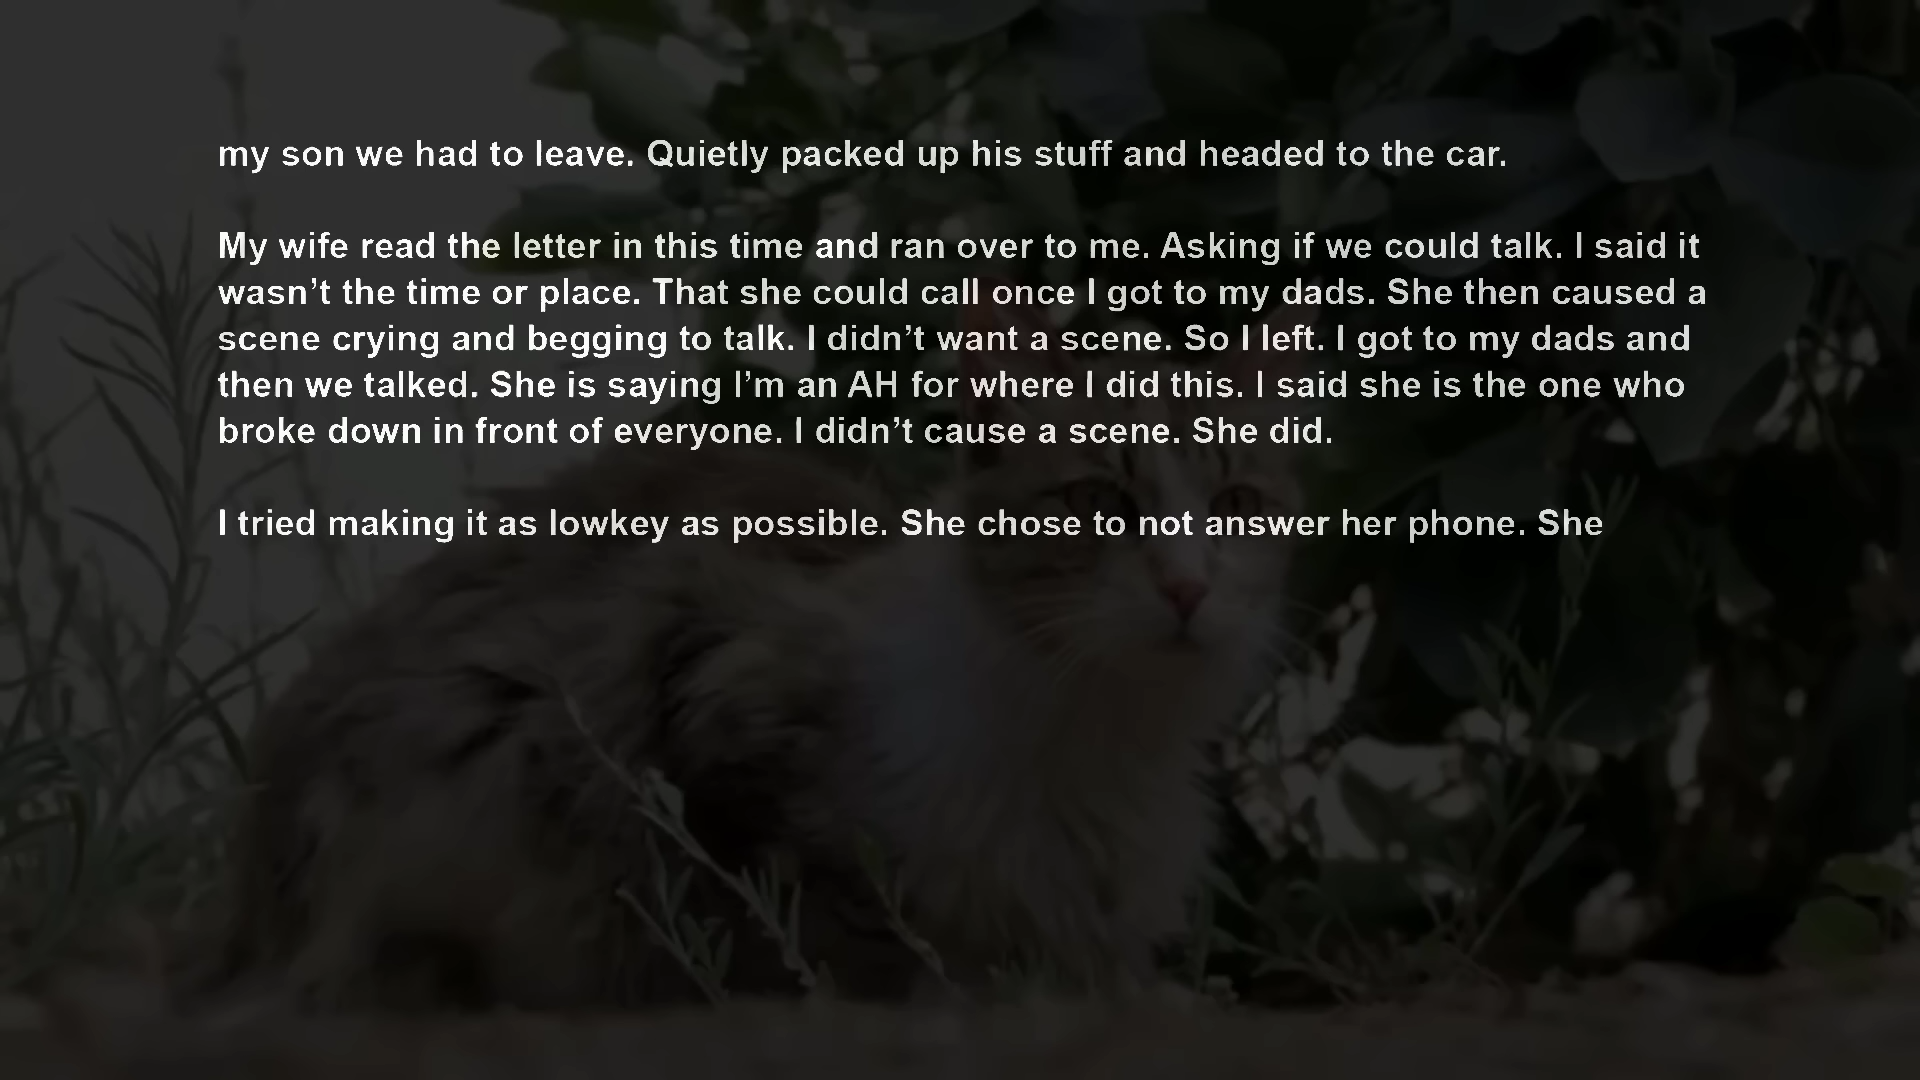 my son we had to leave. Quietly packed up his stuff and headed to the car.
My wife read the letter in this time and ran over to me. Asking if we could talk. I said it
wasn’t the time or place. That she could call once I got to my dads. She then caused a
scene crying and begging to talk. I didn’t want a scene. So I left. I got to my dads and
then we talked. She is saying I’m an AH for where I did this. I said she is the one who
broke down in front of everyone. I didn’t cause a scene. She did.
I tried making it as lowkey as possible. She chose to not answer her phone. She